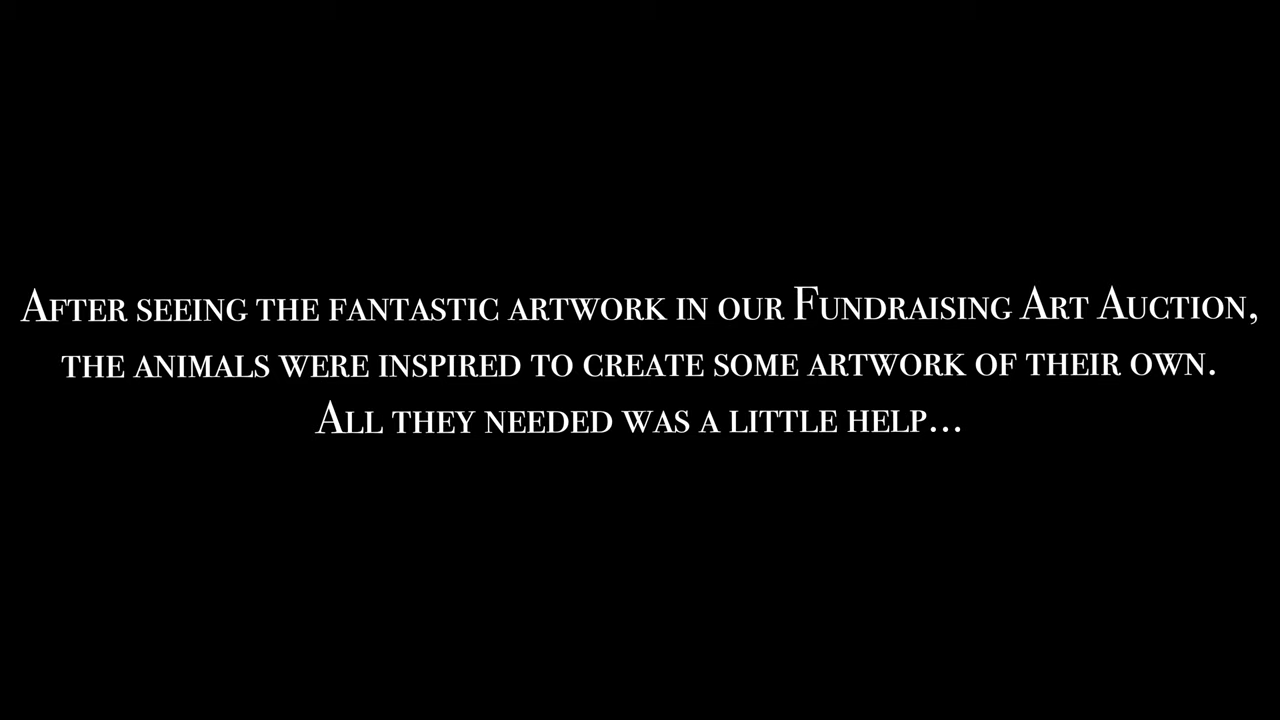 After seeing the fantastic artwork in our Fundraising Art Auction,
the animals were inspired to create some artwork of their own.
All they needed was a little help...